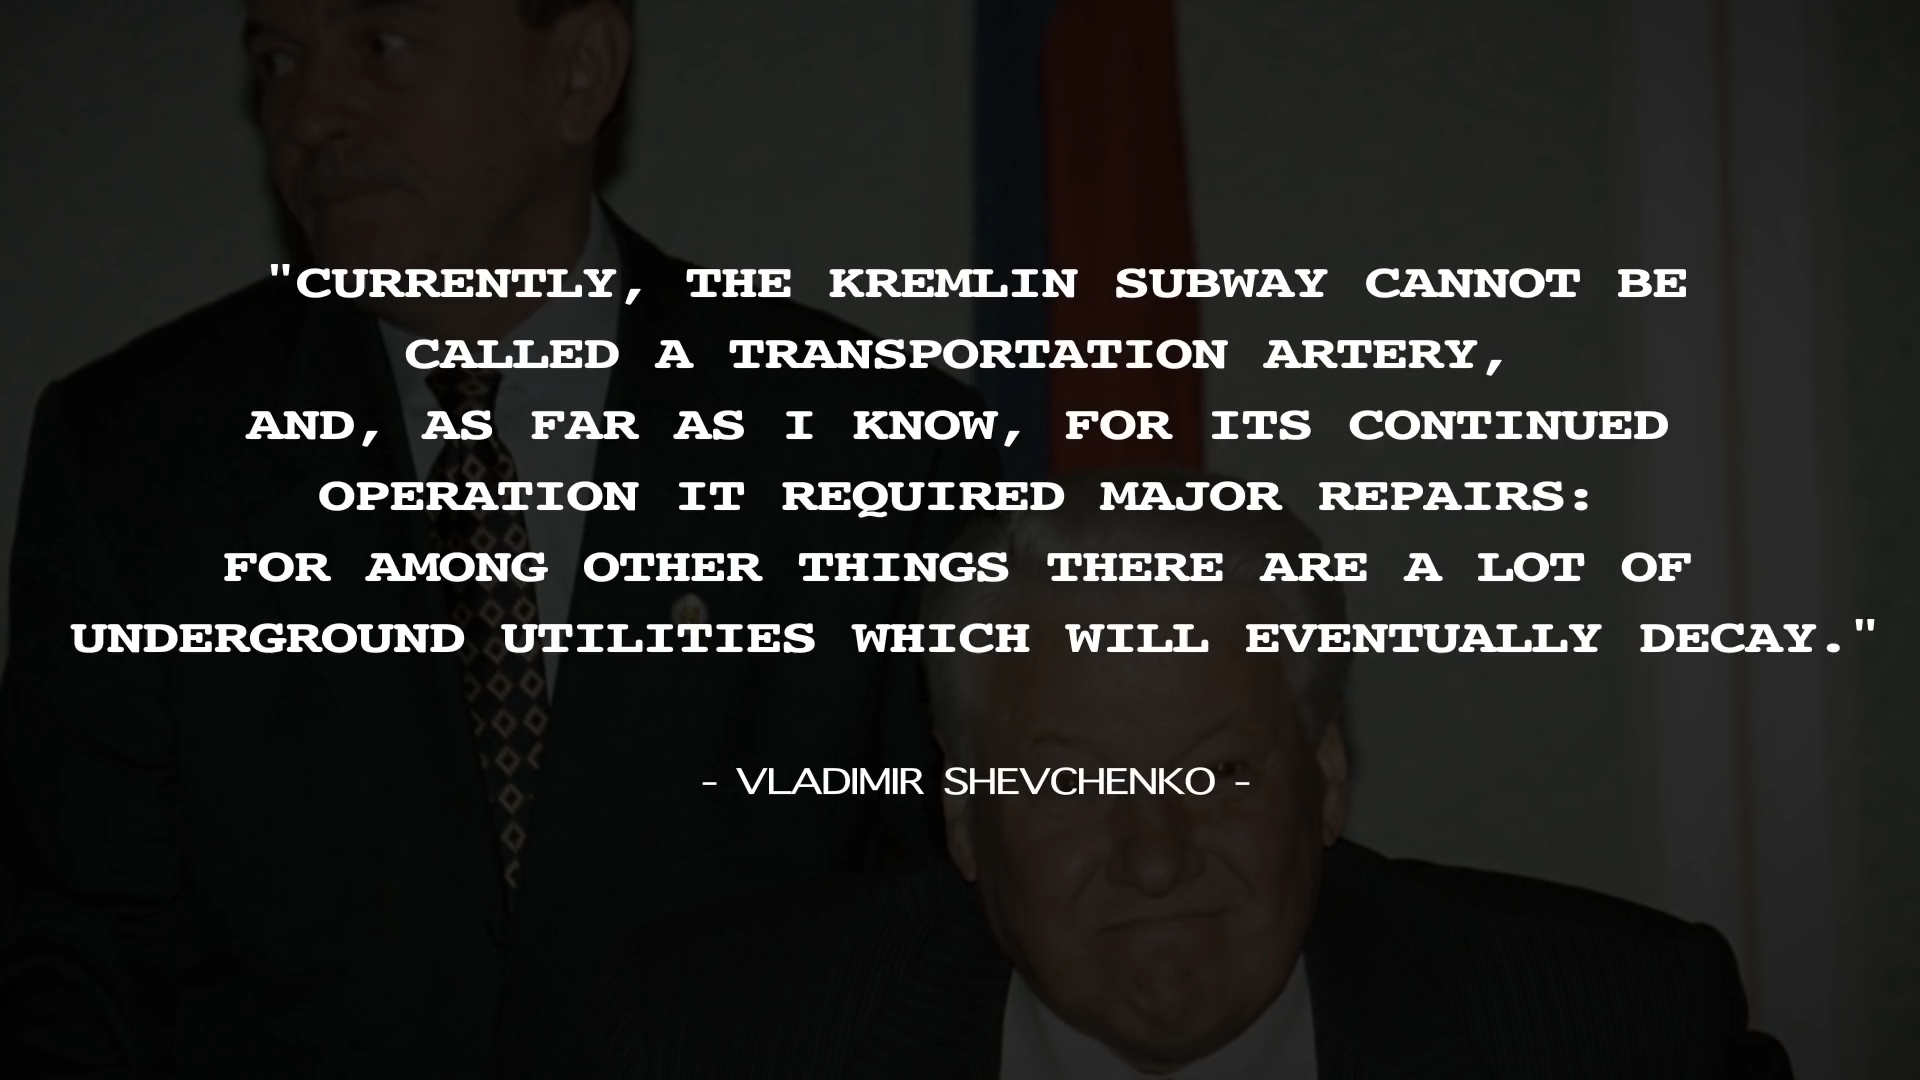 "CURRENTLY, THE KREMLIN SUBWAY CANNOT BE
CALLED A TRANSPORTATION ARTERY,
AND, AS FAR AS I KNOW, FOR ITS CONTINUED
OPERATION IT REQUIRED MAJOR REPAIRS:
FOR AMONG OTHER THINGS THERE ARE A LOT OF
UNDERGROUND UTILITIES WHICH WILL EVENTUALLY DECAY."
- VLADIMIR SHEVCHENKO -